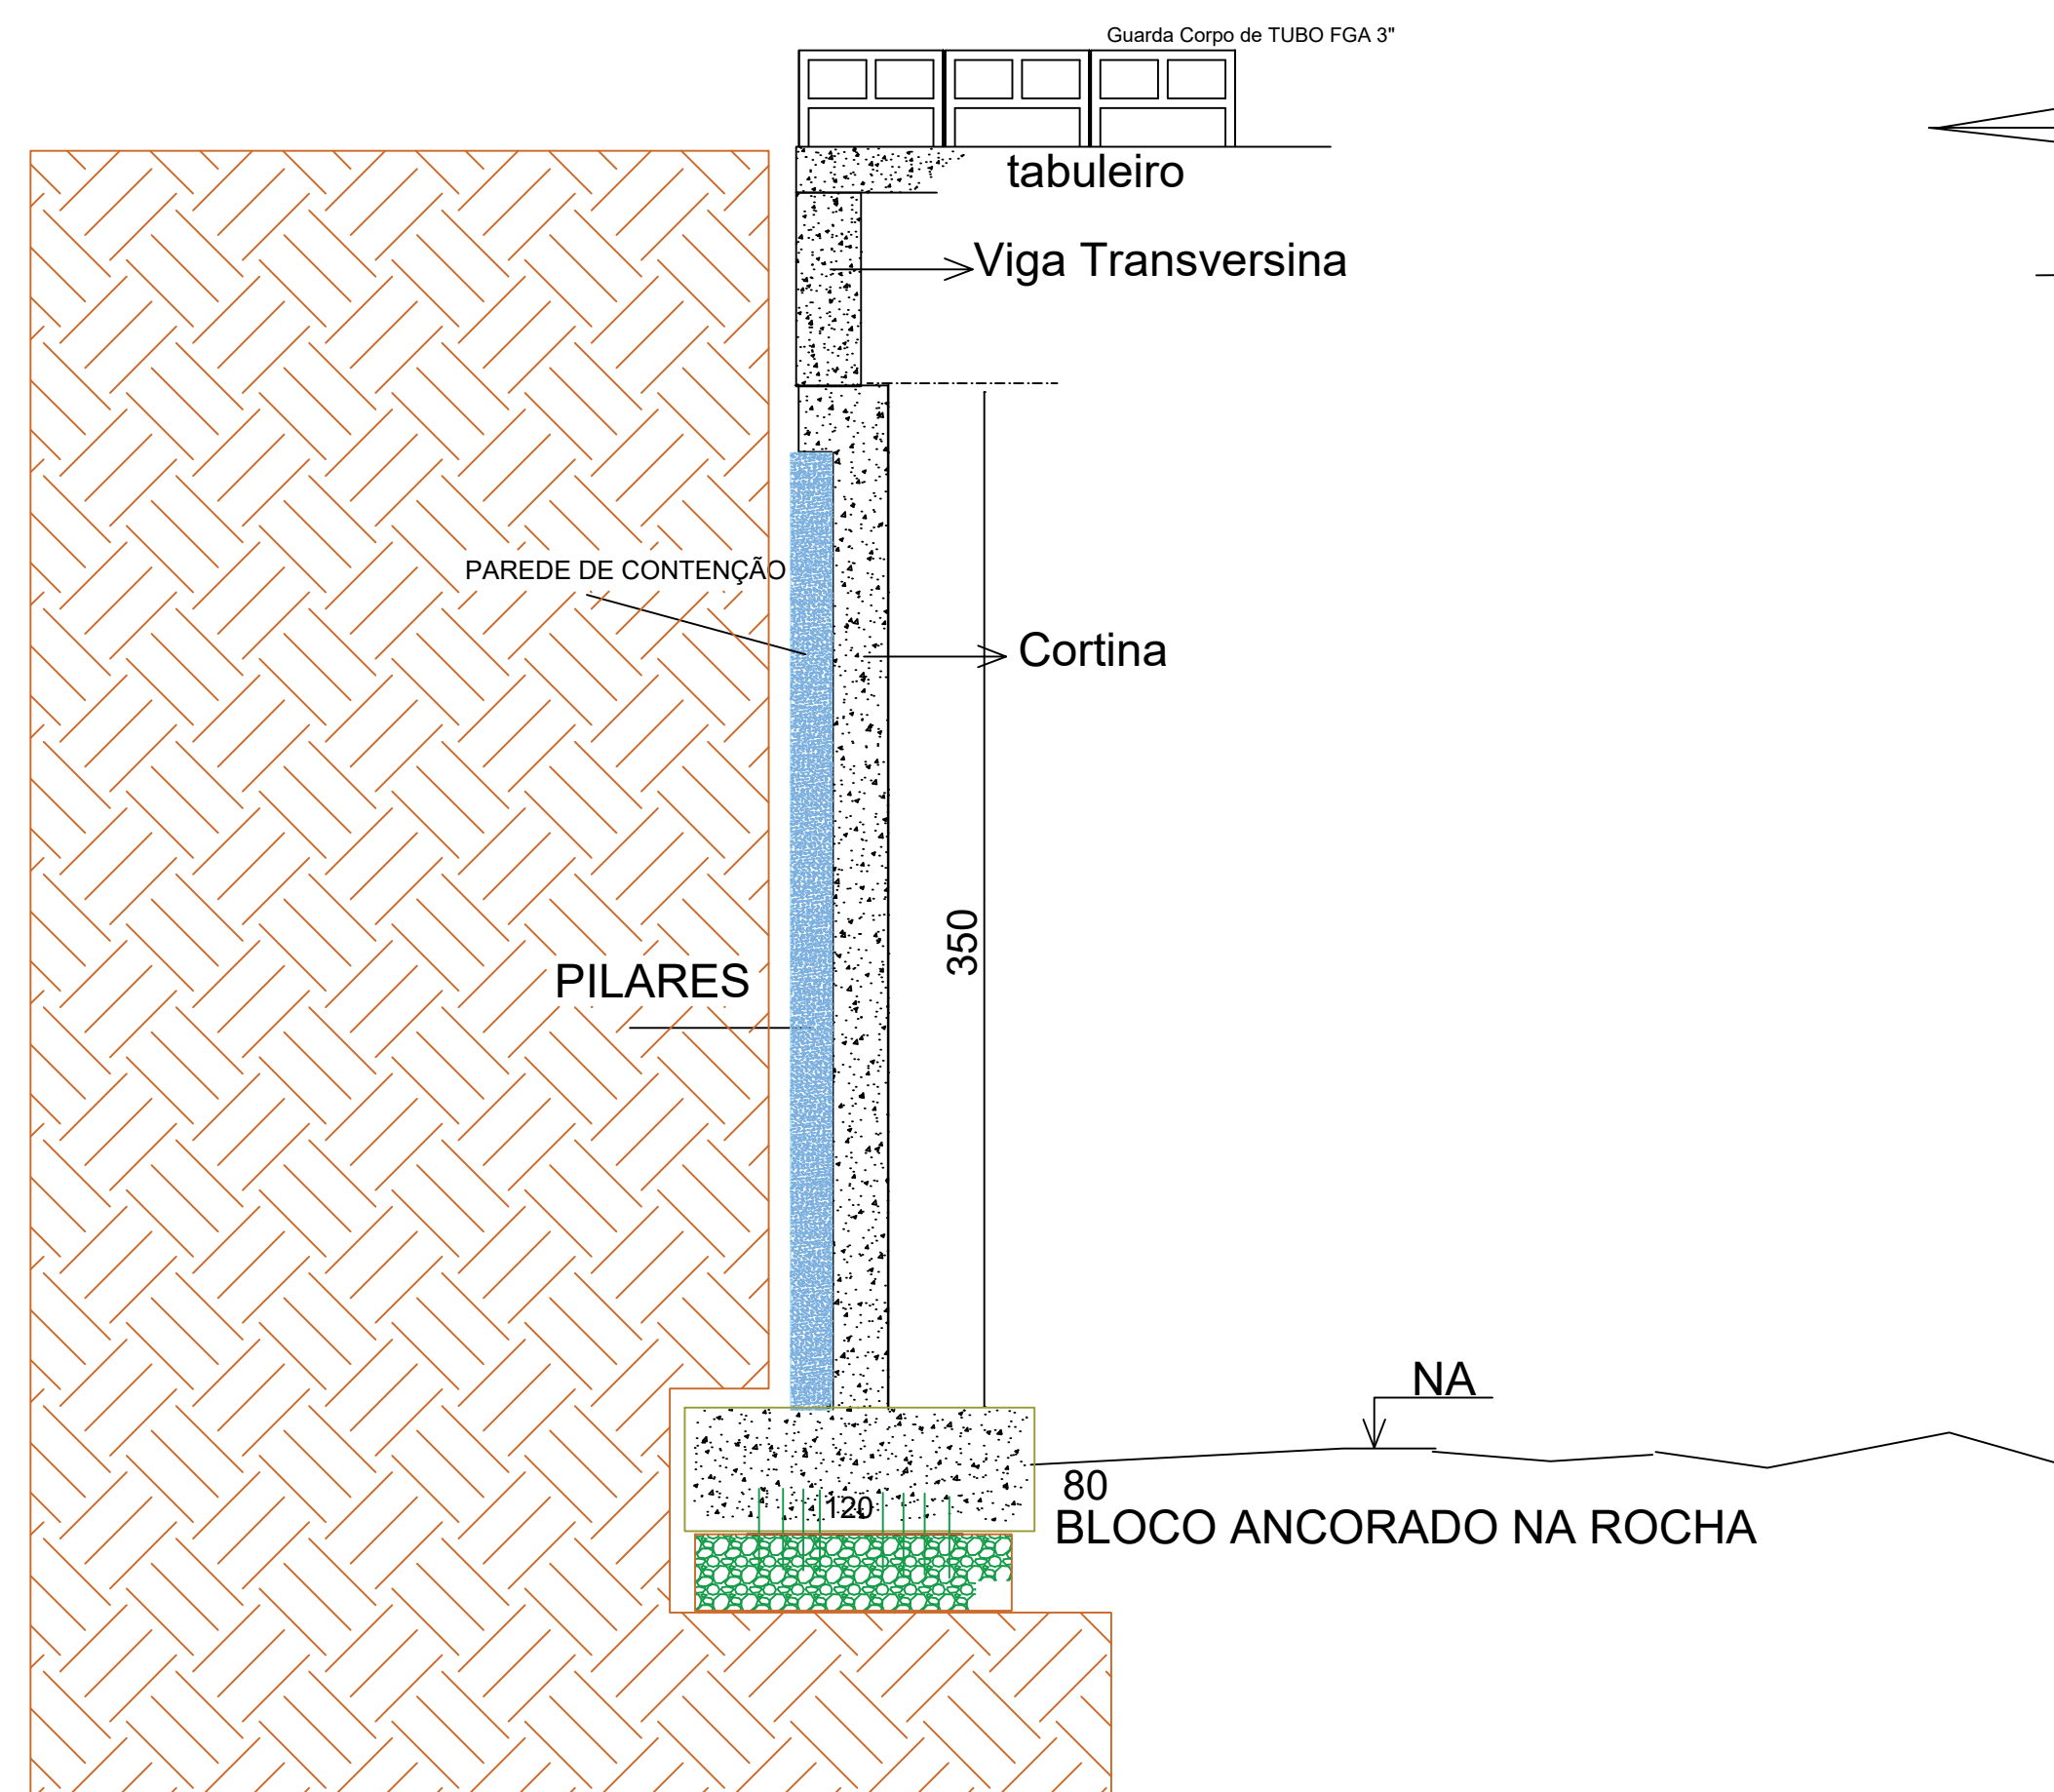 Guarda Corpo de TUBO FGA 3"
tabuleiro
Viga Transversina
PAREDE DE CONTENÇÃO
Cortina
350
PILARES
NA
80
120
BLOCO ANCORADO NA ROCHA